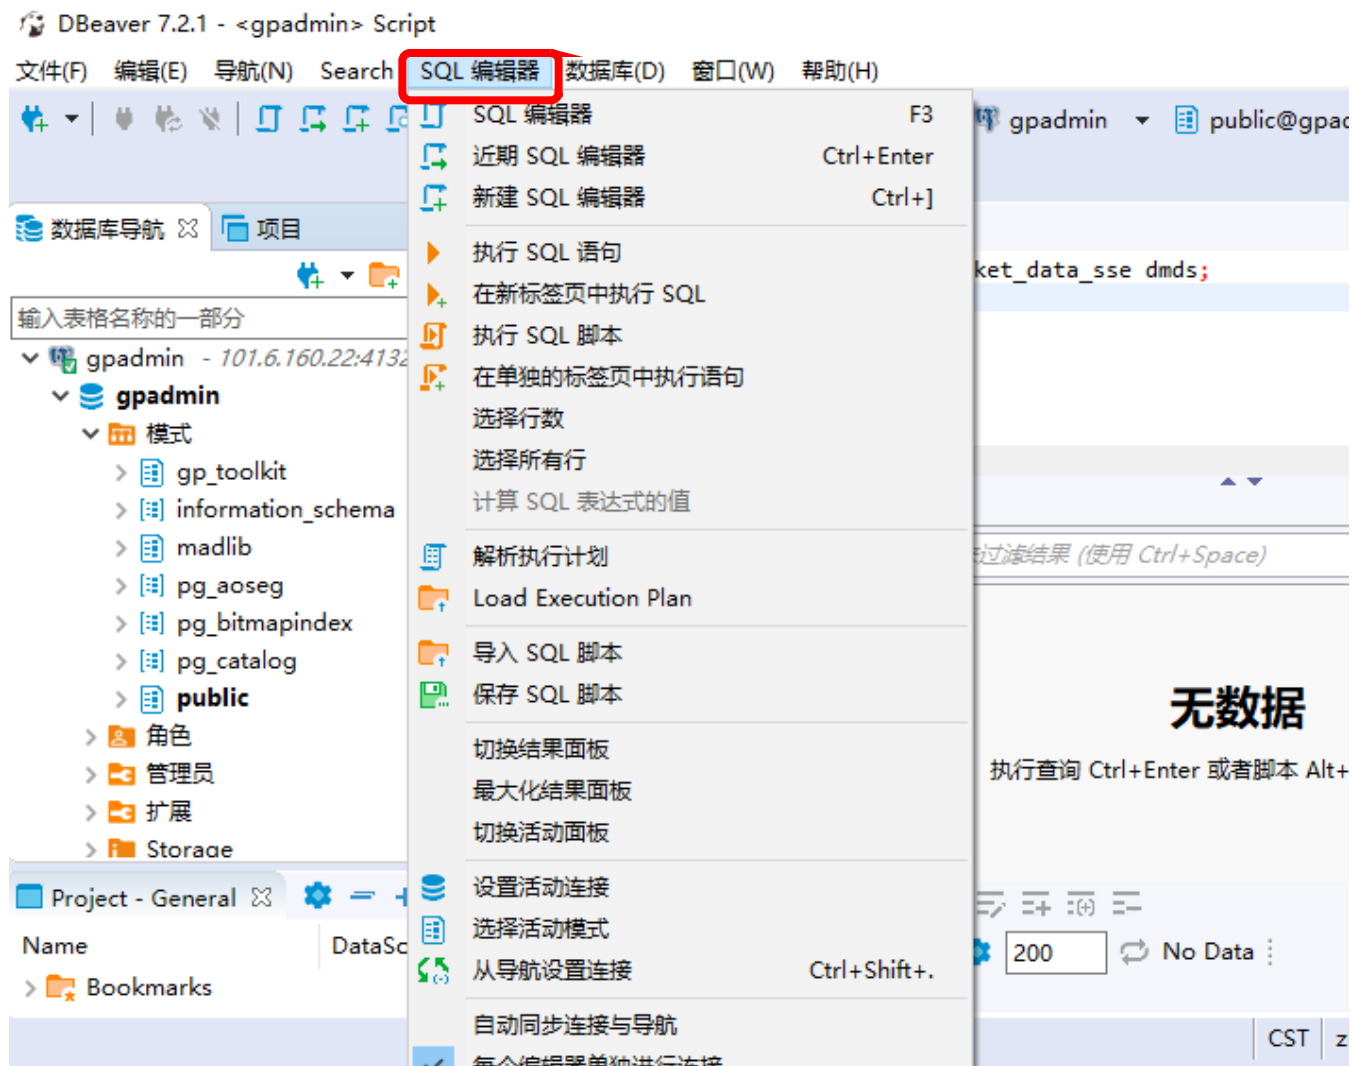 DBeaver 7.2.1 - <gpadmin> Script
文件(F) 编辑(E) 导航(N) Search SQL 编辑器 数据库(D) 窗口(W) 帮助(H)
gpadmin
数据库导航 项目
输入表格名称的一部分
gpadmin - 101.6.160.22:4132
gpadmin
模式
gp_toolkit
information_schema
madlib
pg_aoseg
pg_bitmapindex
pg_catalog
public
角色
管理员
扩展
Storage
Project - General
Name
Bookmarks
SQL 编辑器 F3
近期 SQL 编辑器 Ctrl+Enter
新建 SQL 编辑器 Ctrl+]
执行 SQL 语句
在新标签页中执行 SQL
执行 SQL 脚本
在单独的标签页中执行语句
选择行数
选择所有行
计算 SQL 表达式的值
解析执行计划
Load Execution Plan
导入 SQL 脚本
保存 SQL 脚本
切换结果面板
最大化结果面板
切换活动面板
设置活动连接
选择活动模式
从导航设置连接 Ctrl+Shift+.
自动同步连接与导航
每个编辑器单独进行连接
ket_data_sse dmds;
过滤结果 (使用 Ctrl+Space)
无数据
执行查询 Ctrl+Enter 或者脚本 Alt+
200 No Data
CST